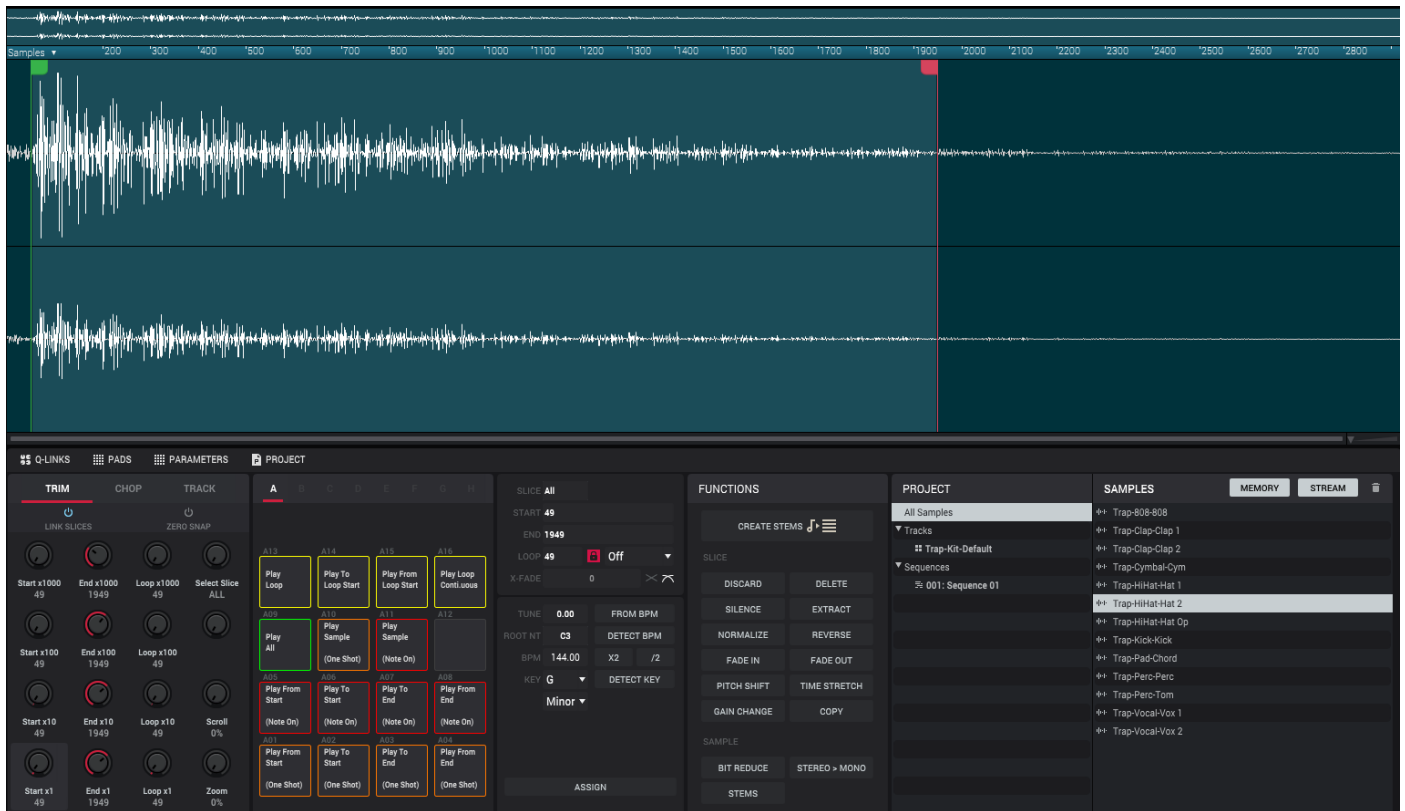 Samples ▾ '200 '300 '400 '500 '600 '700 '800 '900 '1000 '1100 '1200 '1300 '1400 '1500 '1600 '1700 '1800 '1900 '2000 '2100 '2200 '2300 '2400 '2500 '2600 '2700 '2800
Q-LINKS PADS PARAMETERS PROJECT
TRIM CHOP TRACK
LINK SLICES ZERO SNAP
Start x1000 End x1000 Loop x1000 Select Slice
49 1949 49 ALL
Start x100 End x100 Loop x100
49 1949 49
Start x10 End x10 Loop x10 Scroll
49 1949 49 0%
Start x1 End x1 Loop x1 Zoom
49 1949 49 0%
A B C D E F G H
A13 A14 A15 A16
Play Play To Play From Play Loop
Loop Loop Start Loop Start Conti.uous
A09 A10 A11 A12
Play Play Play
All Sample Sample
(One Shot) (Note On)
A05 A06 A07 A08
Play From Play To Play To Play From
Start Start End End
(Note On) (Note On) (Note On) (Note On)
A01 A02 A03 A04
Play From Play To Play To Play From
Start Start End End
(One Shot) (One Shot) (One Shot) (One Shot)
SLICE All
START 49
END 1949
LOOP 49 Off
X-FADE 0
TUNE 0.00 FROM BPM
ROOT NT C3 DETECT BPM
BPM 144.00 X2 /2
KEY G DETECT KEY
Minor
ASSIGN
FUNCTIONS
CREATE STEMS
SLICE
DISCARD DELETE
SILENCE EXTRACT
NORMALIZE REVERSE
FADE IN FADE OUT
PITCH SHIFT TIME STRETCH
GAIN CHANGE COPY
SAMPLE
BIT REDUCE STEREO > MONO
STEMS
PROJECT
All Samples
Tracks
Trap-Kit-Default
Sequences
001: Sequence 01
SAMPLES MEMORY STREAM
Trap-808-808
Trap-Clap-Clap 1
Trap-Clap-Clap 2
Trap-Cymbal-Cym
Trap-HiHat-Hat 1
Trap-HiHat-Hat 2
Trap-HiHat-Hat Op
Trap-Kick-Kick
Trap-Pad-Chord
Trap-Perc-Perc
Trap-Perc-Tom
Trap-Vocal-Vox 1
Trap-Vocal-Vox 2